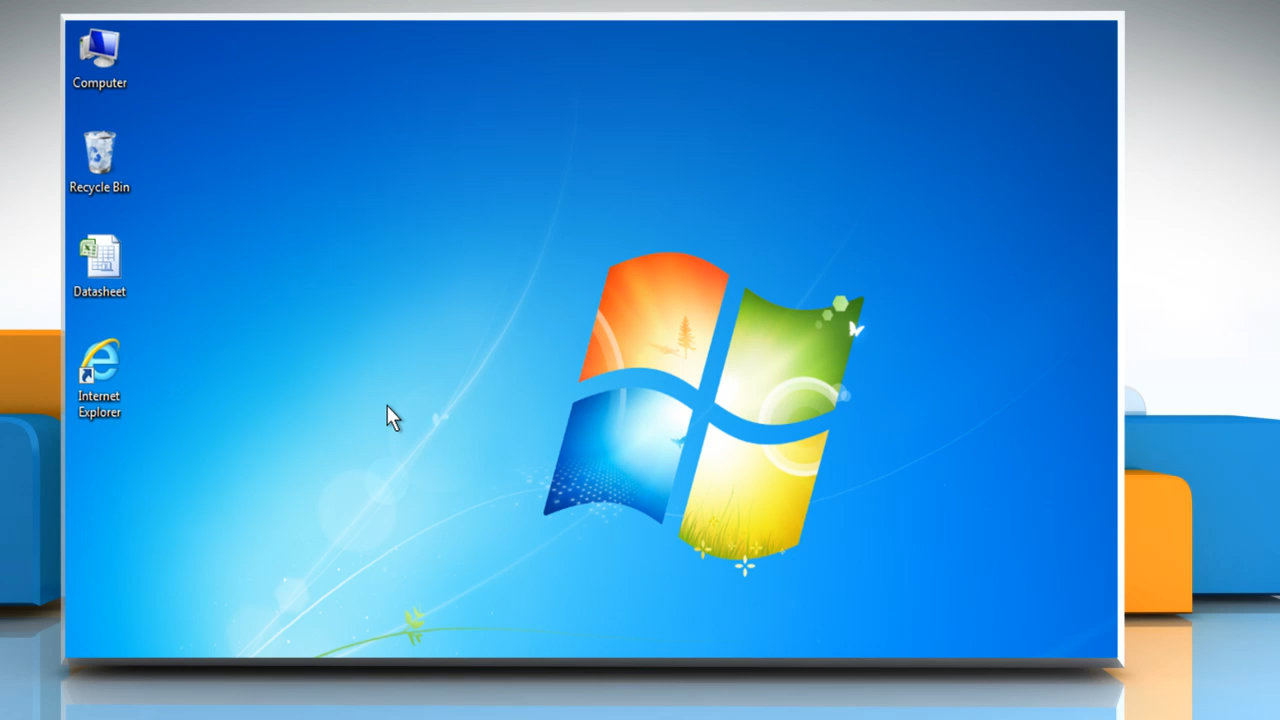 Computer
Recycle Bin
Datasheet
Internet
Explorer